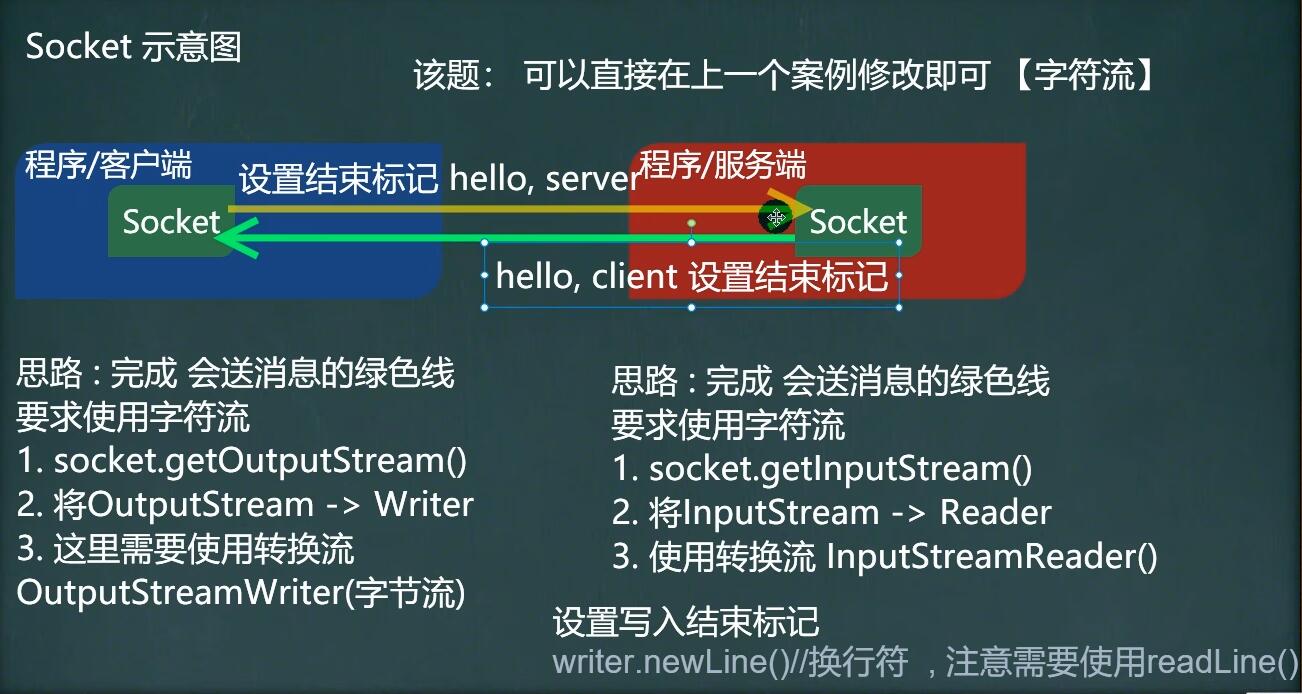 Socket 示意图
该题： 可以直接在上一个案例修改即可 【字符流】
程序/客户端
设置结束标记 hello, server
程序/服务端
Socket
Socket
hello, client 设置结束标记
思路 : 完成 会送消息的绿色线
要求使用字符流
1. socket.getOutputStream()
2. 将OutputStream -> Writer
3. 这里需要使用转换流
OutputStreamWriter(字节流)
思路 : 完成 会送消息的绿色线
要求使用字符流
1. socket.getInputStream()
2. 将InputStream -> Reader
3. 使用转换流 InputStreamReader()
设置写入结束标记
writer.newLine()//换行符 , 注意需要使用readLine()